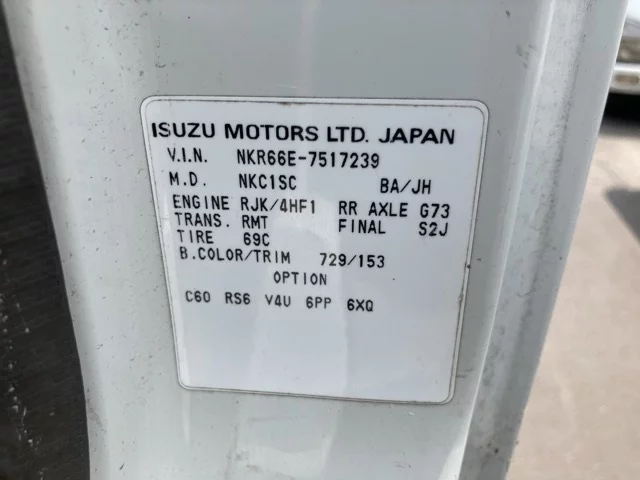 ISUZU MOTORS LTD. JAPAN
V.I.N. NKR66E-7517239
M.D. NKC1SC BA/JH
ENGINE RJK/4HF1 RR AXLE G73
TRANS. RMT FINAL S2J
TIRE 69C
B.COLOR/TRIM 729/153
OPTION
C60 RS6 V4U 6PP 6XQ